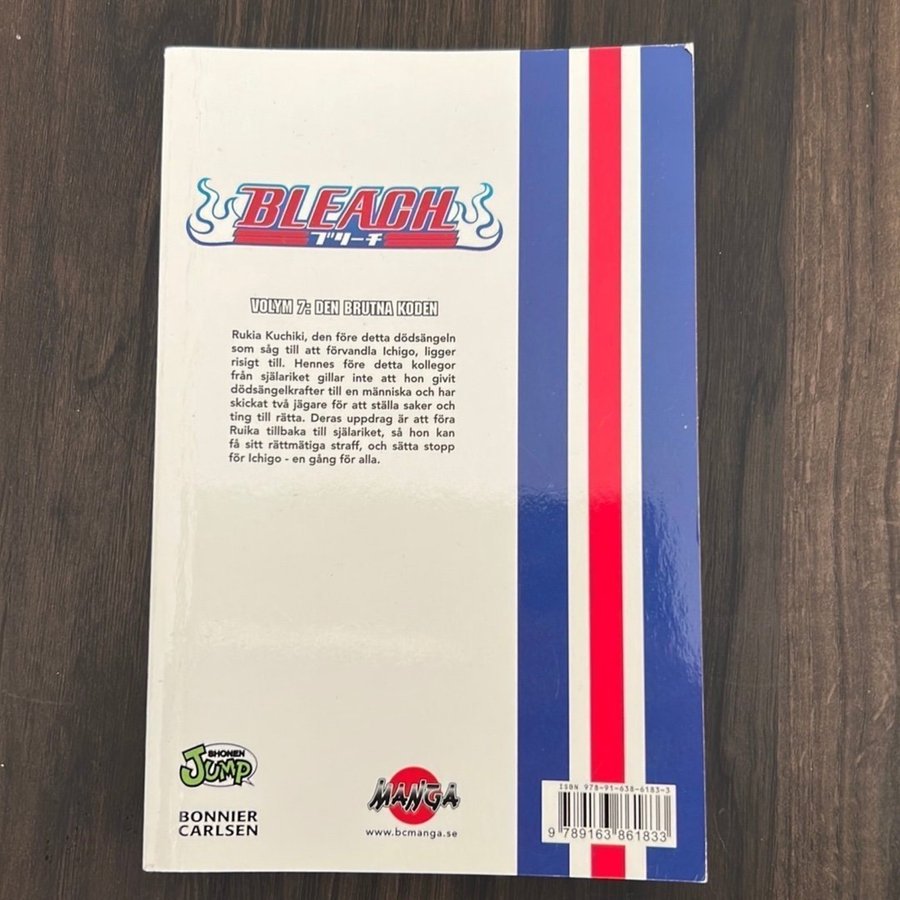 BLEACH
ブリーチ
VOLYM 7: DEN BRUTNA KODEN
Rukia Kuchiki, den före detta dödsängeln
som såg till att förvandla Ichigo, ligger
risigt till. Hennes före detta kollegor
från själariket gillar inte att hon givit
dödsängelkrafter till en människa och har
skickat två jägare för att ställa saker och
ting till rätta. Deras uppdrag är att föra
Ruika tillbaka till själariket, så hon kan
få sitt rättmätiga straff, och sätta stopp
för Ichigo - en gång för alla.
SHONEN
JUMP
BONNIER
CARLSEN
MANGA
www.bcmanga.se
ISBN 978-91-638-6183-3
9 789163 861833